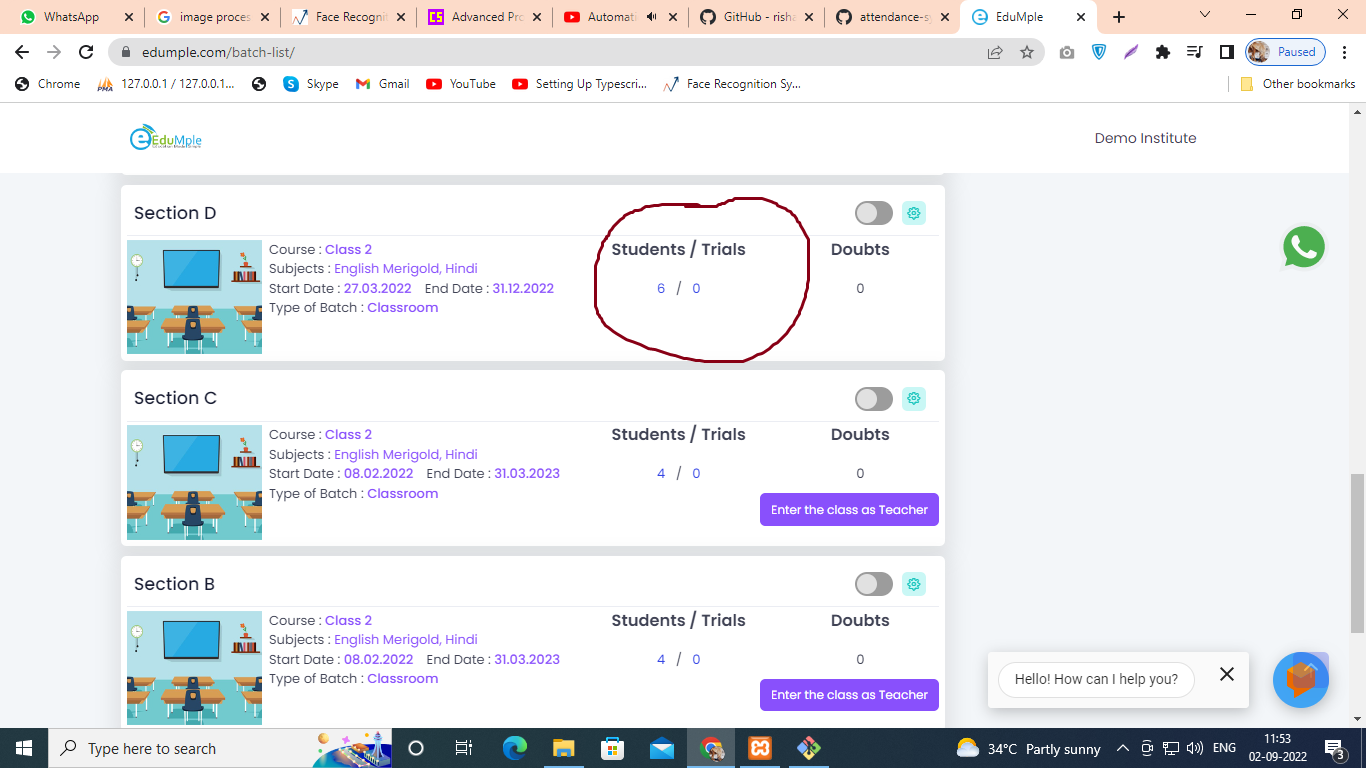 WhatsApp
image proces
Face Recogni
Advanced Pro
Automati
GitHub - risha
attendance-sy
EduMple
edumple.com/batch-list/
Paused
Chrome
127.0.0.1 / 127.0.0.1...
Skype
Gmail
YouTube
Setting Up Typescri...
Face Recognition Sy...
Other bookmarks
EduMple
Demo Institute
Section D
Course : Class 2
Subjects : English Merigold, Hindi
Start Date : 27.03.2022 End Date : 31.12.2022
Type of Batch : Classroom
Students / Trials
6 / 0
Doubts
0
Section C
Course : Class 2
Subjects : English Merigold, Hindi
Start Date : 08.02.2022 End Date : 31.03.2023
Type of Batch : Classroom
Students / Trials
4 / 0
Doubts
0
Enter the class as Teacher
Section B
Course : Class 2
Subjects : English Merigold, Hindi
Start Date : 08.02.2022 End Date : 31.03.2023
Type of Batch : Classroom
Students / Trials
4 / 0
Doubts
0
Enter the class as Teacher
Hello! How can I help you?
Type here to search
34°C Partly sunny
ENG
11:53
02-09-2022
3